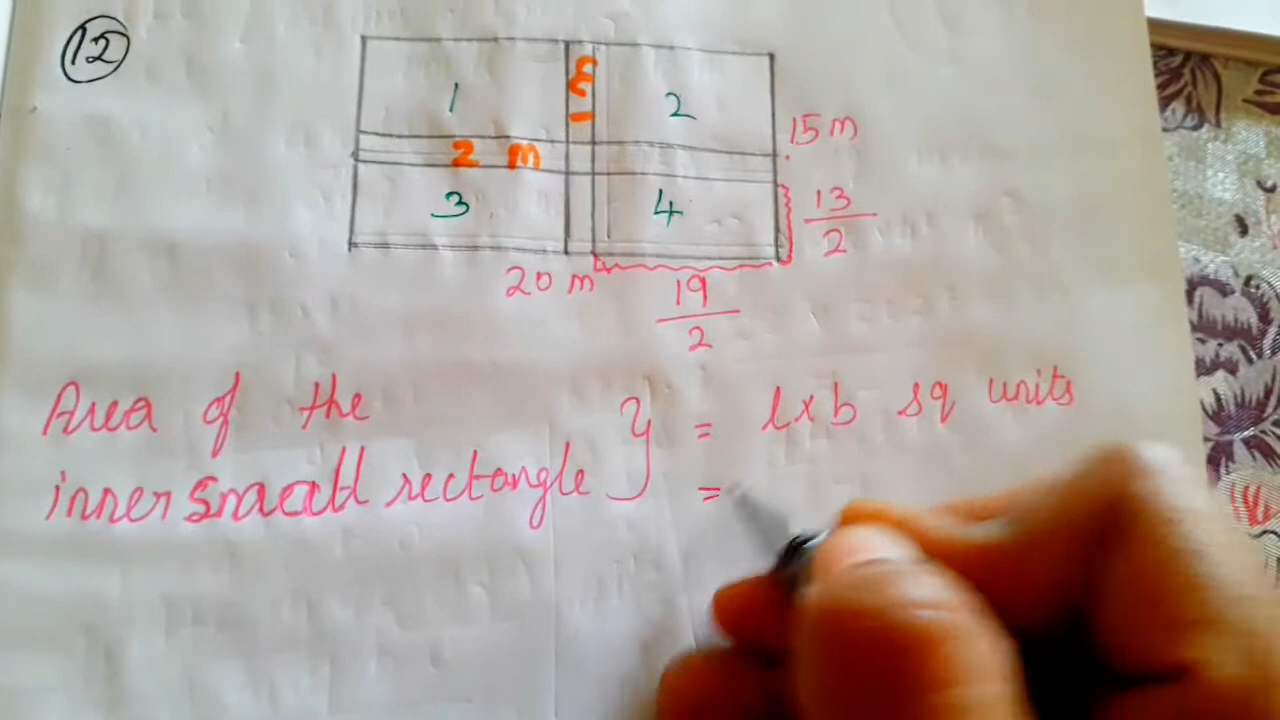 12
1
1 m
2
15 m
2 m
3
4
13
2
20 m
19
2
Area of the
inner small rectangle } = l x b sq units
=